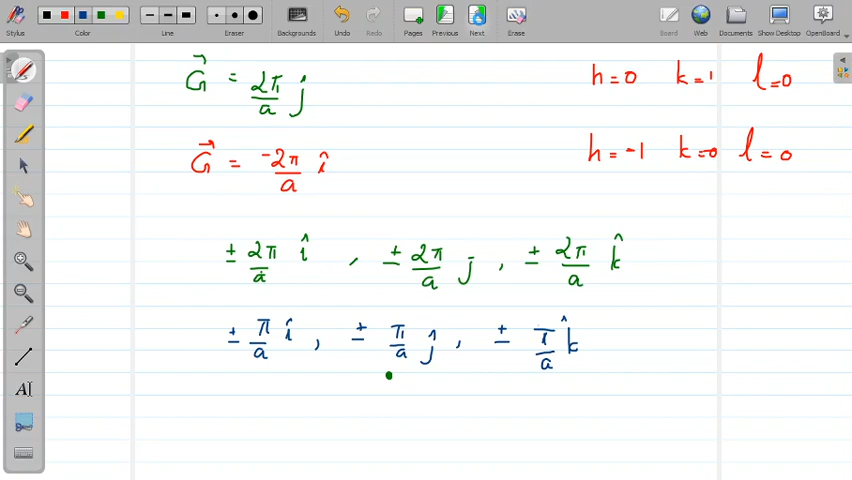 Stylus Color Line Eraser Backgrounds Undo Redo Pages Previous Next Erase Board Web Documents Show Desktop OpenBoard
G⃗ = 2π/a j h=0 k=1 l=0
G⃗ = -2π/a î h=-1 k=0 l=0
± 2π/a î , ± 2π/a j , ± 2π/a k̂
± π/a î , ± π/a j , ± π/a k̂